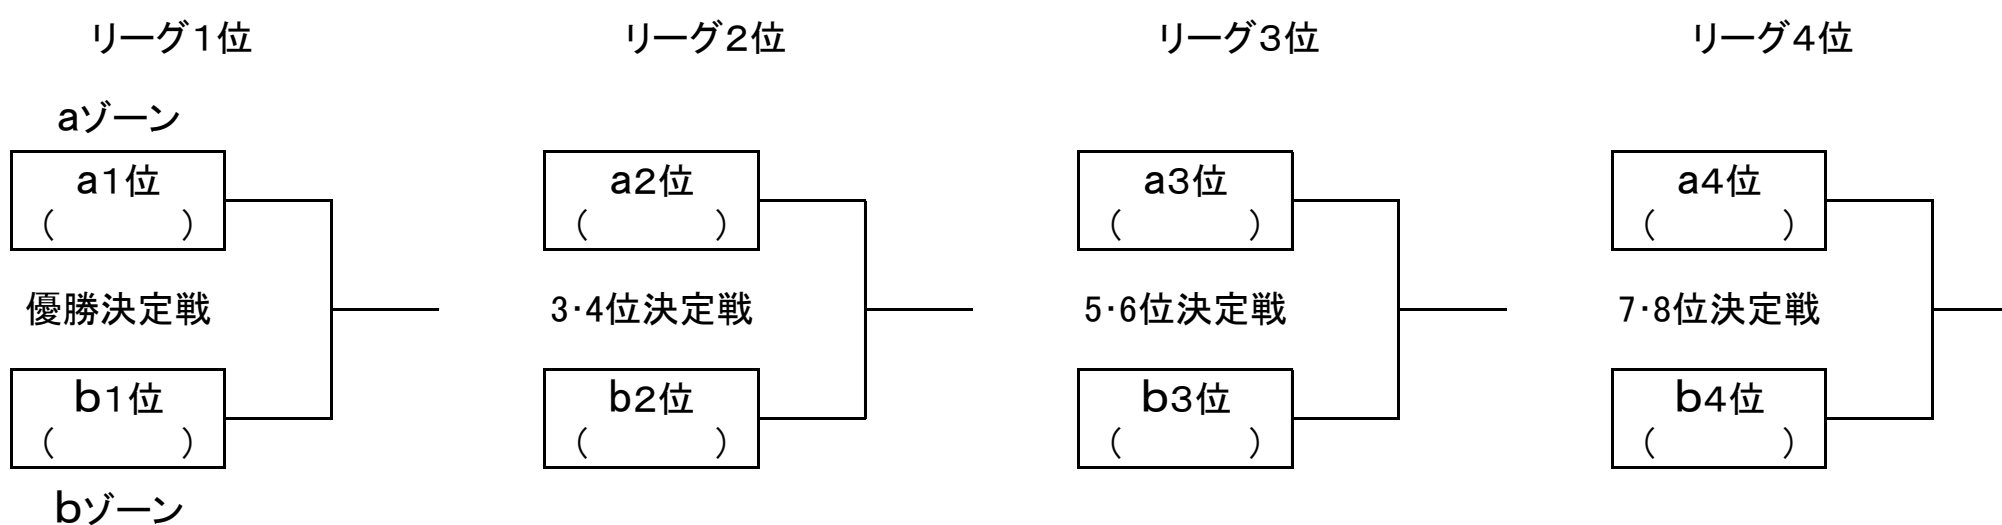 リーグ１位
リーグ２位
リーグ３位
リーグ４位
aゾーン
a１位
(　　　)
a２位
(　　　)
a３位
(　　　)
a４位
(　　　)
優勝決定戦
3・4位決定戦
5・6位決定戦
7・8位決定戦
b１位
(　　　)
b２位
(　　　)
b３位
(　　　)
b４位
(　　　)
bゾーン